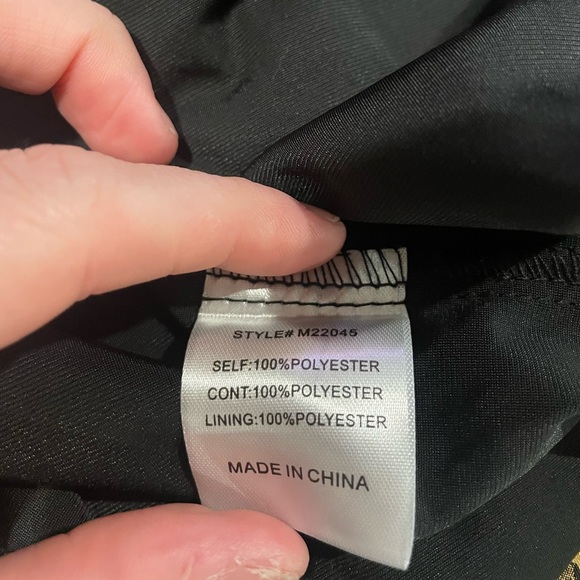 STYLE# M22045
SELF:100%POLYESTER
CONT:100%POLYESTER
LINING:100%POLYESTER
MADE IN CHINA